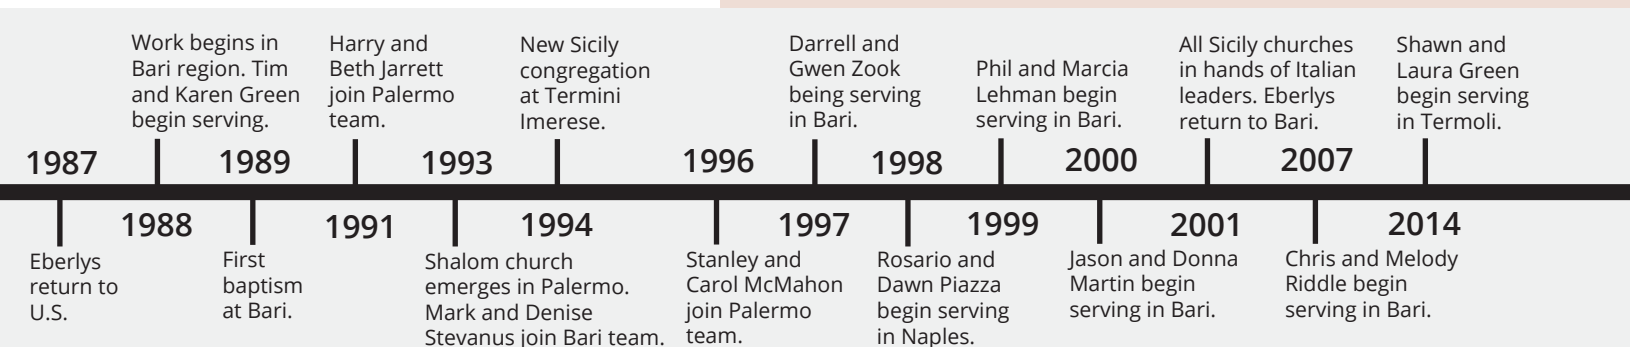 Work begins in
Bari region. Tim
and Karen Green
begin serving.
Harry and
Beth Jarrett
join Palermo
team.
New Sicily
congregation
at Termini
Imerese.
Darrell and
Gwen Zook
being serving
in Bari.
Phil and Marcia
Lehman begin
serving in Bari.
All Sicily churches
in hands of Italian
leaders. Eberlys
return to Bari.
Shawn and
Laura Green
begin serving
in Termoli.
1987
1989
1993
1996
1998
2000
2007
1988
1991
1994
1997
1999
2001
2014
Eberlys
return to
U.S.
First
baptism
at Bari.
Shalom church
emerges in Palermo.
Mark and Denise
Stevanus join Bari team.
Stanley and
Carol McMahon
join Palermo
team.
Rosario and
Dawn Piazza
begin serving
in Naples.
Jason and Donna
Martin begin
serving in Bari.
Chris and Melody
Riddle begin
serving in Bari.